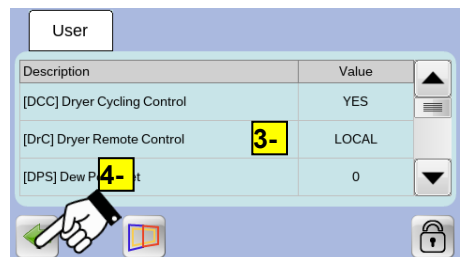 User
Description Value
[DCC] Dryer Cycling Control YES
[DrC] Dryer Remote Control 3- LOCAL
[DPS] Dew 4- 0